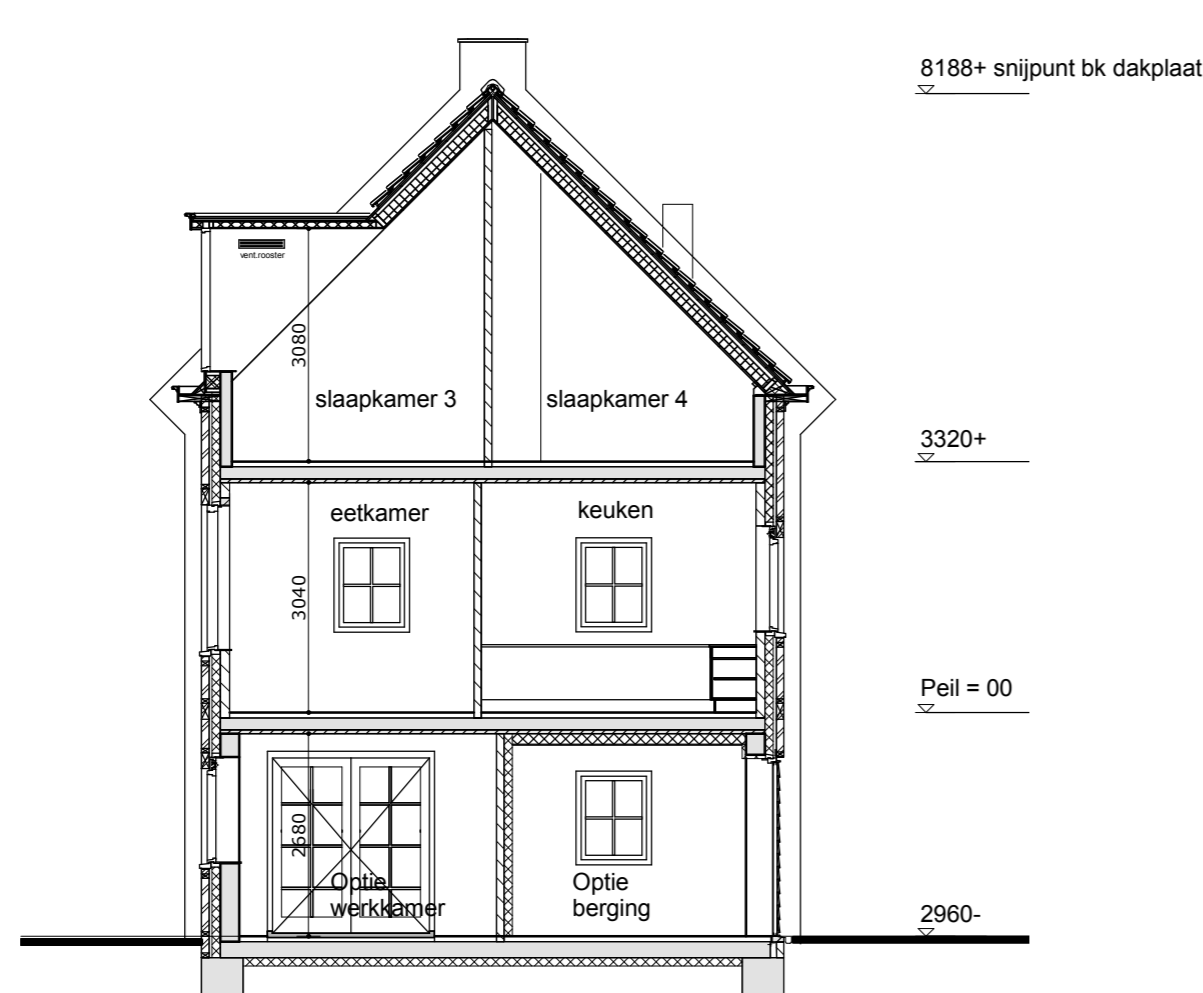 8188+ snijpunt bk dakplaat
vent.rooster
3080
slaapkamer 3
slaapkamer 4
3320+
eetkamer
keuken
3040
Peil = 00
2680
Optie
werkkamer
Optie
berging
2960-